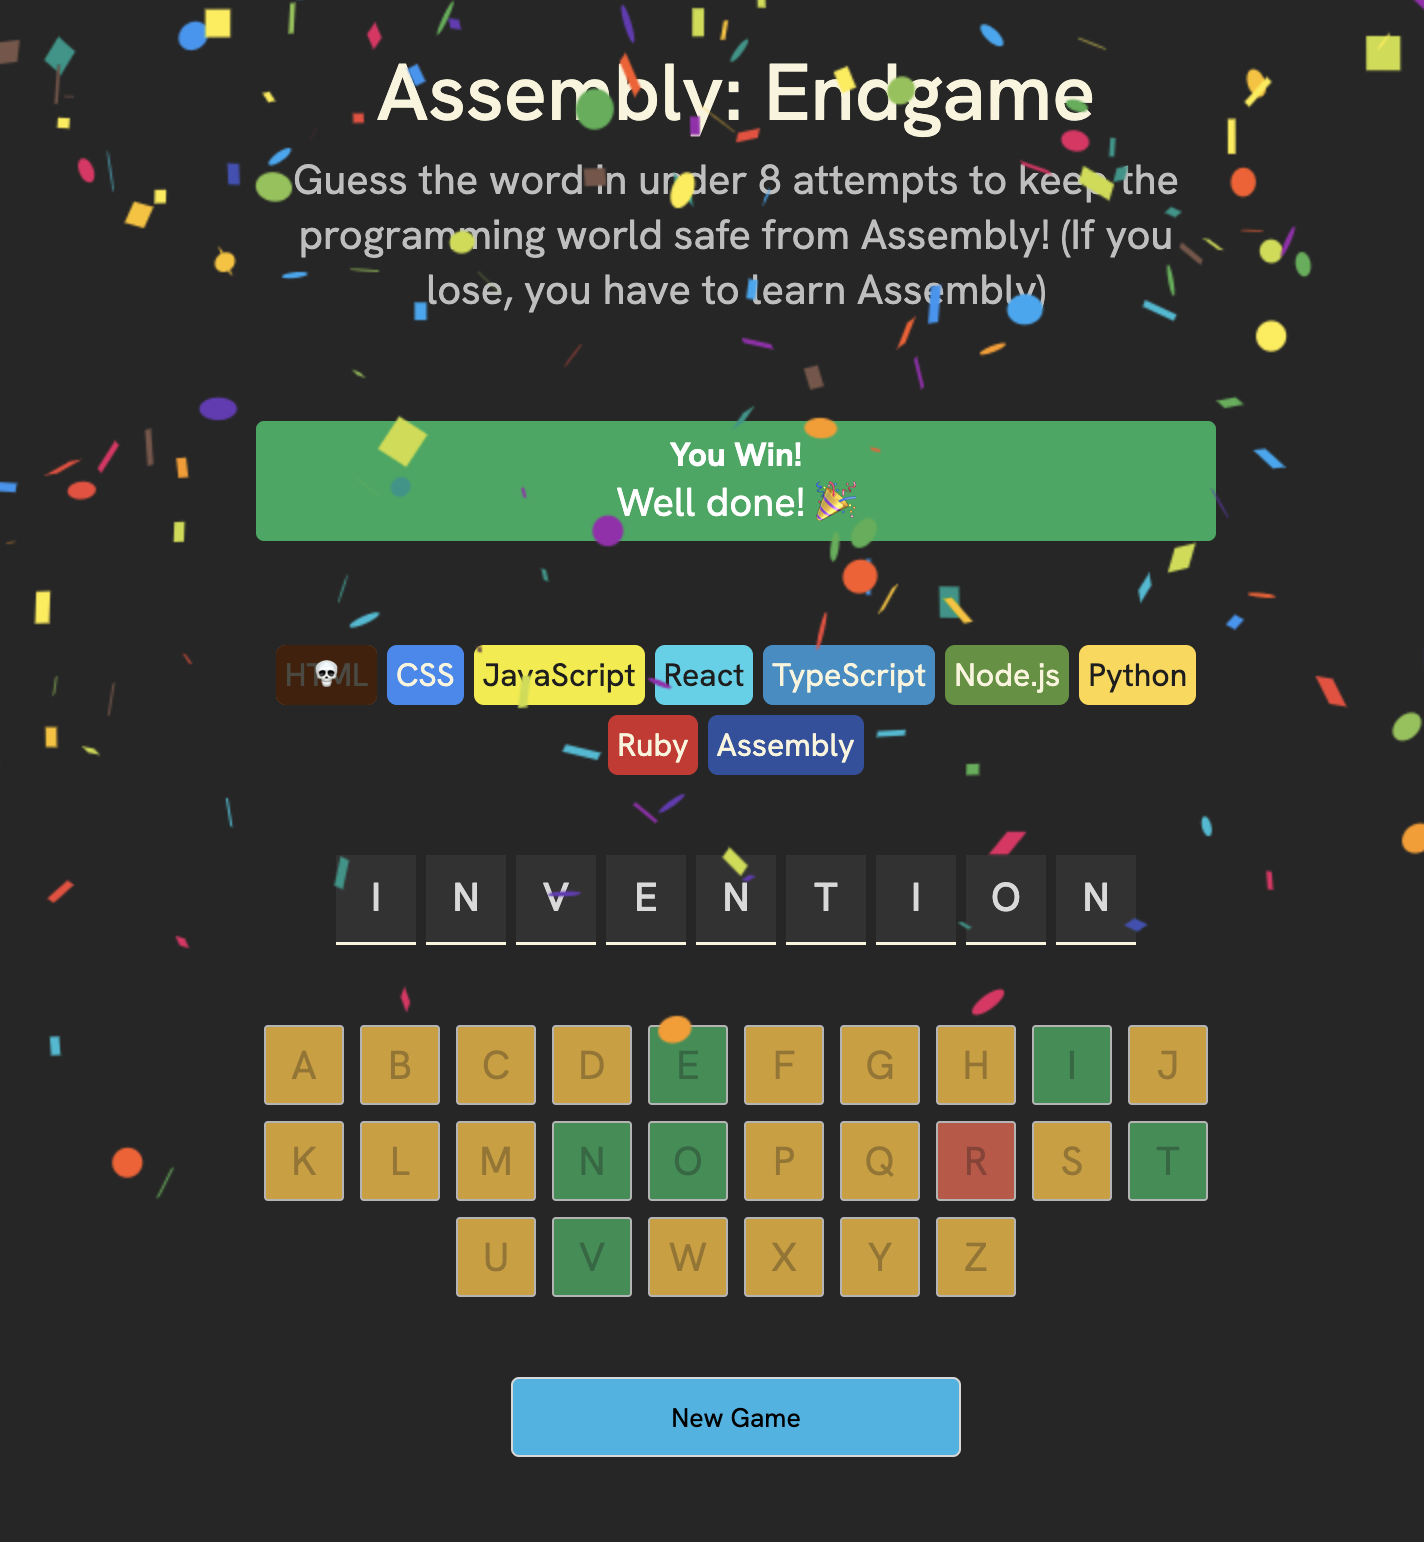 Assembly: Endgame
Guess the word in under 8 attempts to keep the
programming world safe from Assembly! (If you
lose, you have to learn Assembly)
You Win!
Well done! 🎉
HTML CSS JavaScript React TypeScript Node.js Python
Ruby Assembly
I N V E N T I O N
A B C D E F G H I J
K L M N O P Q R S T
U V W X Y Z
New Game